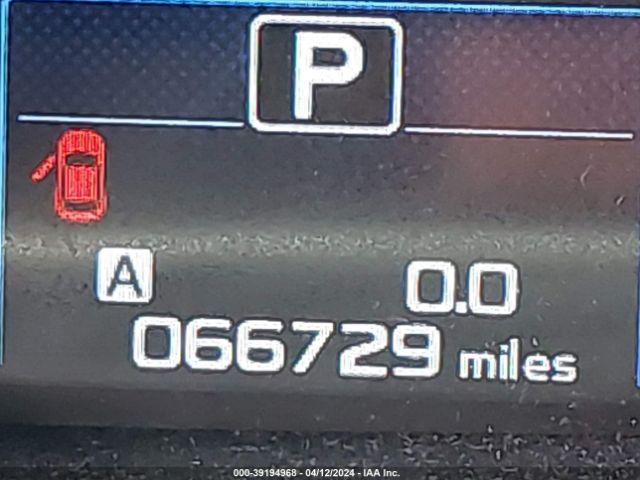 P
A 0.0
066729 miles
000-39194968 - 04/12/2024 - IAA Inc.